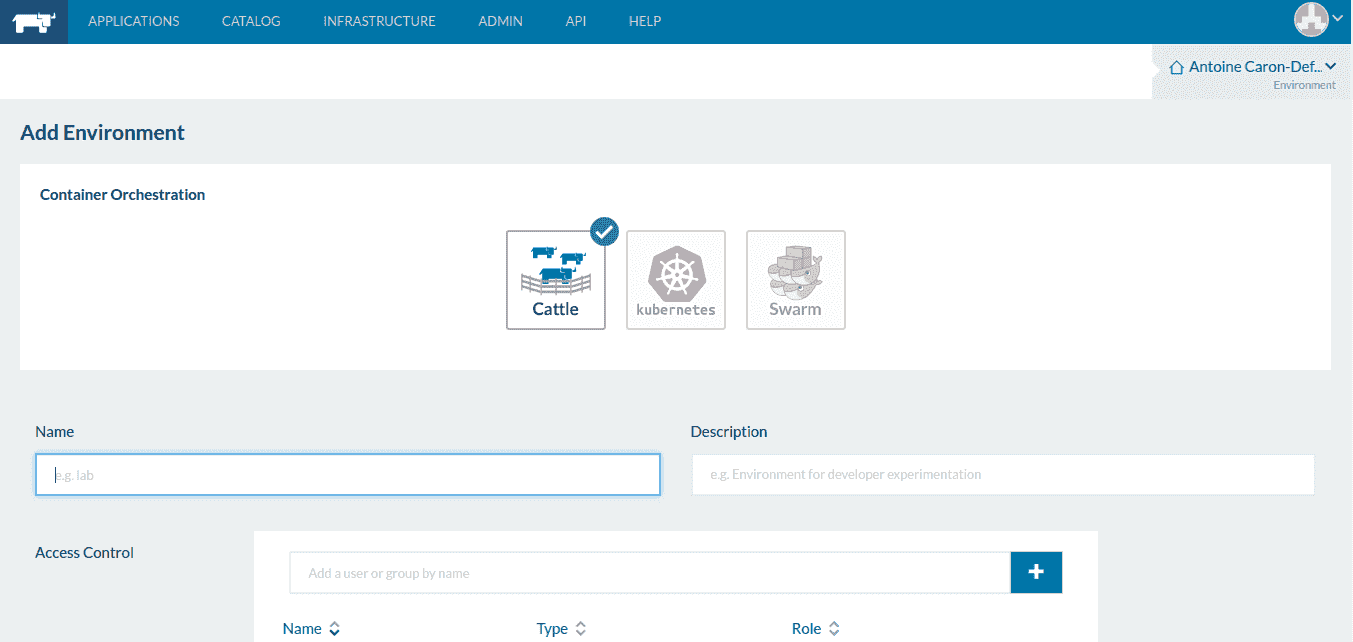 APPLICATIONS CATALOG INFRASTRUCTURE ADMIN API HELP
Antoine Caron-Def...
Environment
Add Environment
Container Orchestration
Cattle kubernetes Swarm
Name Description
e.g. lab e.g. Environment for developer experimentation
Access Control
Add a user or group by name +
Name Type Role